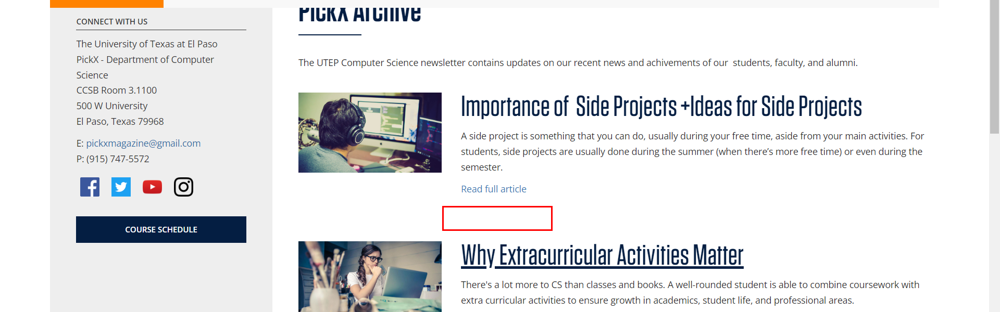 CONNECT WITH US
The University of Texas at El Paso
PickX - Department of Computer
Science
CCSB Room 3.1100
500 W University
El Paso, Texas 79968
E: pickxmagazine@gmail.com
P: (915) 747-5572
COURSE SCHEDULE
PickX Archive
The UTEP Computer Science newsletter contains updates on our recent news and achivements of our  students, faculty, and alumni.
Importance of  Side Projects +Ideas for Side Projects
A side project is something that you can do, usually during your free time, aside from your main activities. For
students, side projects are usually done during the summer (when there’s more free time) or even during the
semester.
Read full article
Why Extracurricular Activities Matter
There's a lot more to CS than classes and books. A well-rounded student is able to combine coursework with
extra curricular activities to ensure growth in academics, student life, and professional areas.